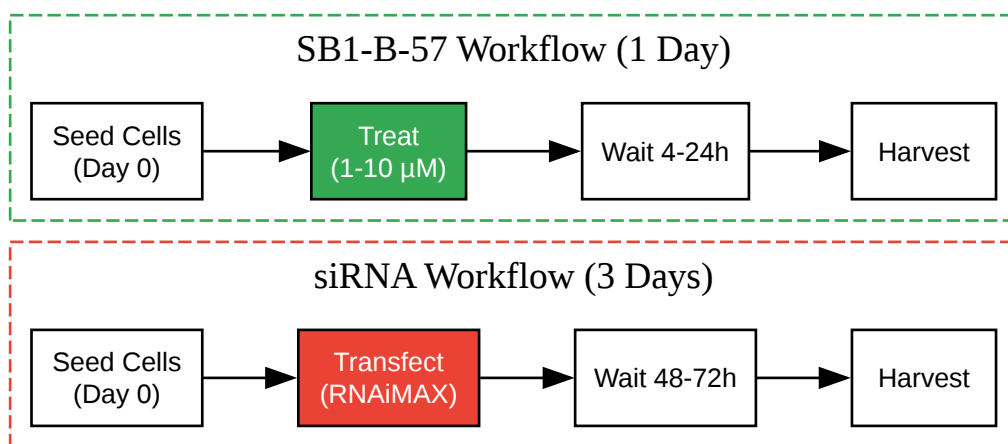 SB1-B-57 Workflow (1 Day)
Seed Cells
(Day 0)
Treat
(1-10 µM)
Wait 4-24h
Harvest
siRNA Workflow (3 Days)
Seed Cells
(Day 0)
Transfect
(RNAiMAX)
Wait 48-72h
Harvest